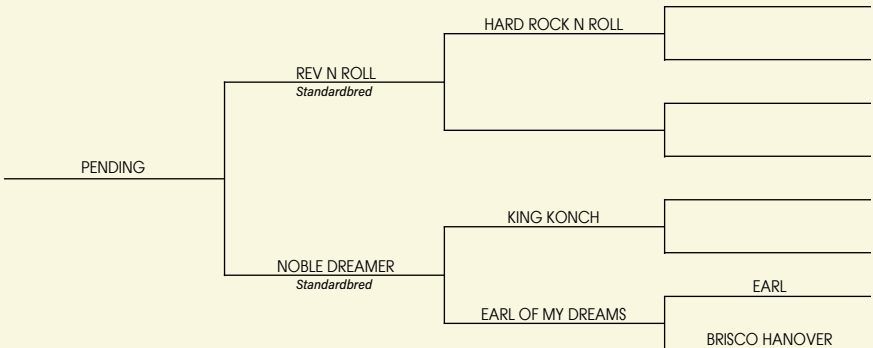 HARD ROCK N ROLL
REV N ROLL
Standardbred
PENDING
KING KONCH
NOBLE DREAMER
Standardbred
EARL
EARL OF MY DREAMS
BRISCO HANOVER